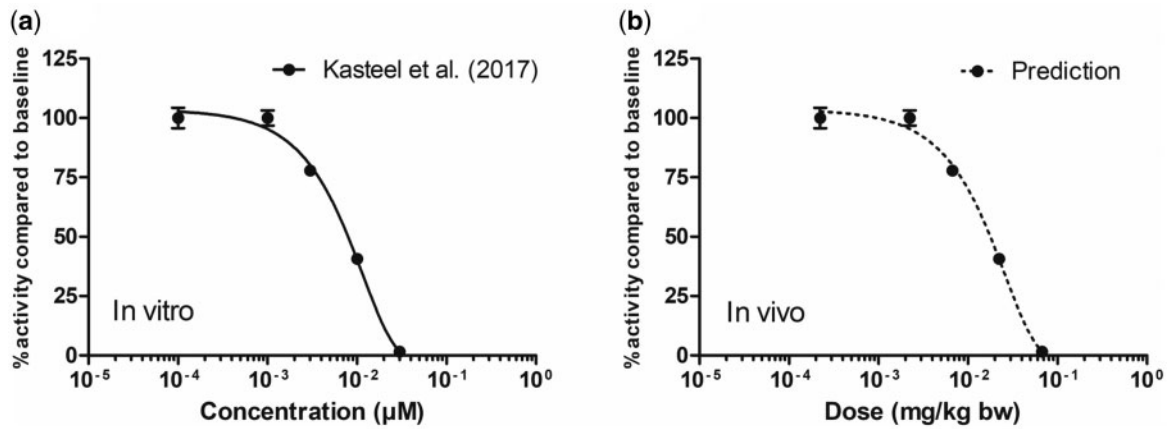 (a)
% activity compared to baseline
125
100
75
50
25
0
Kasteel et al. (2017)
In vitro
10⁻⁵ 10⁻⁴ 10⁻³ 10⁻² 10⁻¹ 10⁰
Concentration (µM)
(b)
% activity compared to baseline
125
100
75
50
25
0
Prediction
In vivo
10⁻⁵ 10⁻⁴ 10⁻³ 10⁻² 10⁻¹ 10⁰
Dose (mg/kg bw)